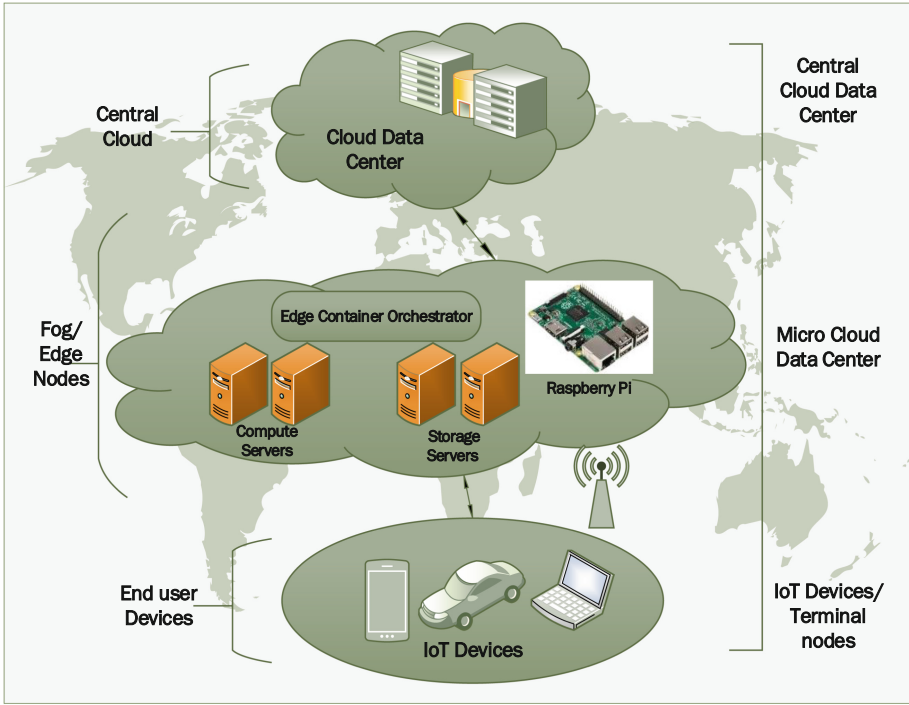 Central
Cloud
Cloud Data
Center
Central
Cloud Data
Center
Fog/
Edge
Nodes
Edge Container Orchestrator
Compute
Servers
Storage
Servers
Raspberry Pi
Micro Cloud
Data Center
End user
Devices
IoT Devices
IoT Devices/
Terminal
nodes